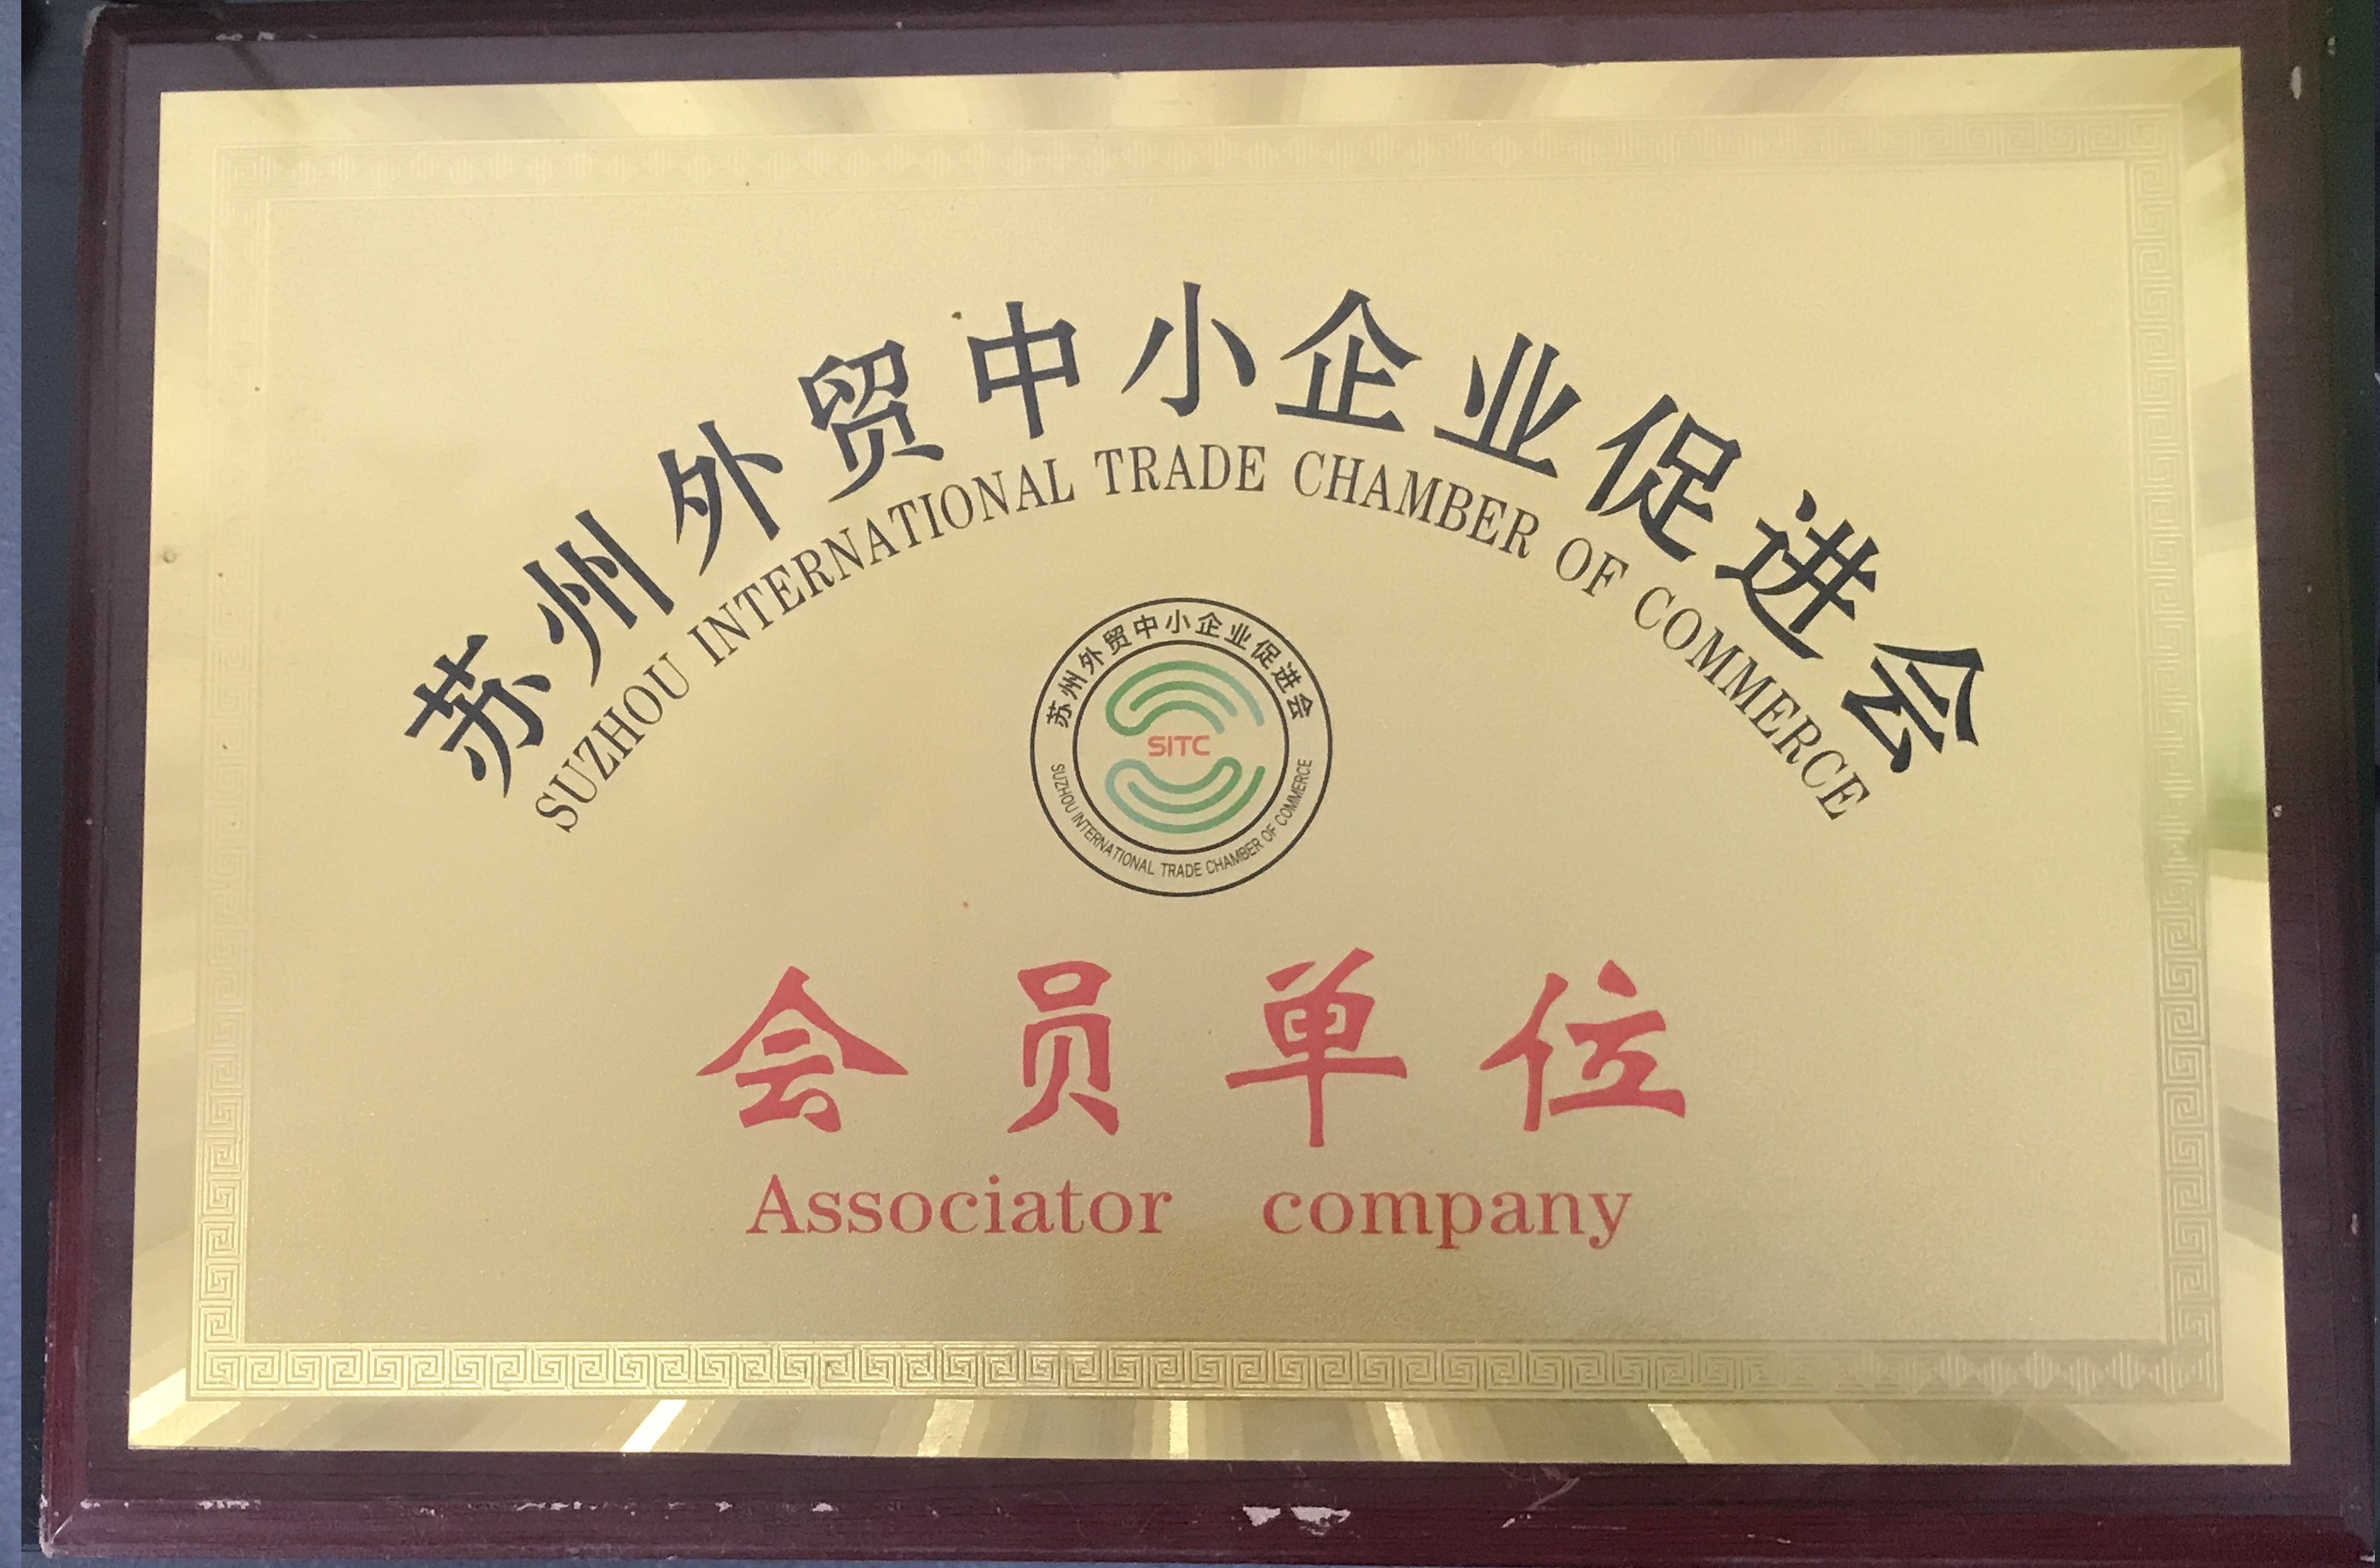 苏州外贸中小企业促进会
SUZHOU INTERNATIONAL TRADE CHAMBER OF COMMERCE
苏州外贸中小企业促进会
SITC
SUZHOU INTERNATIONAL TRADE CHAMBER OF COMMERCE
会员单位
Associator company